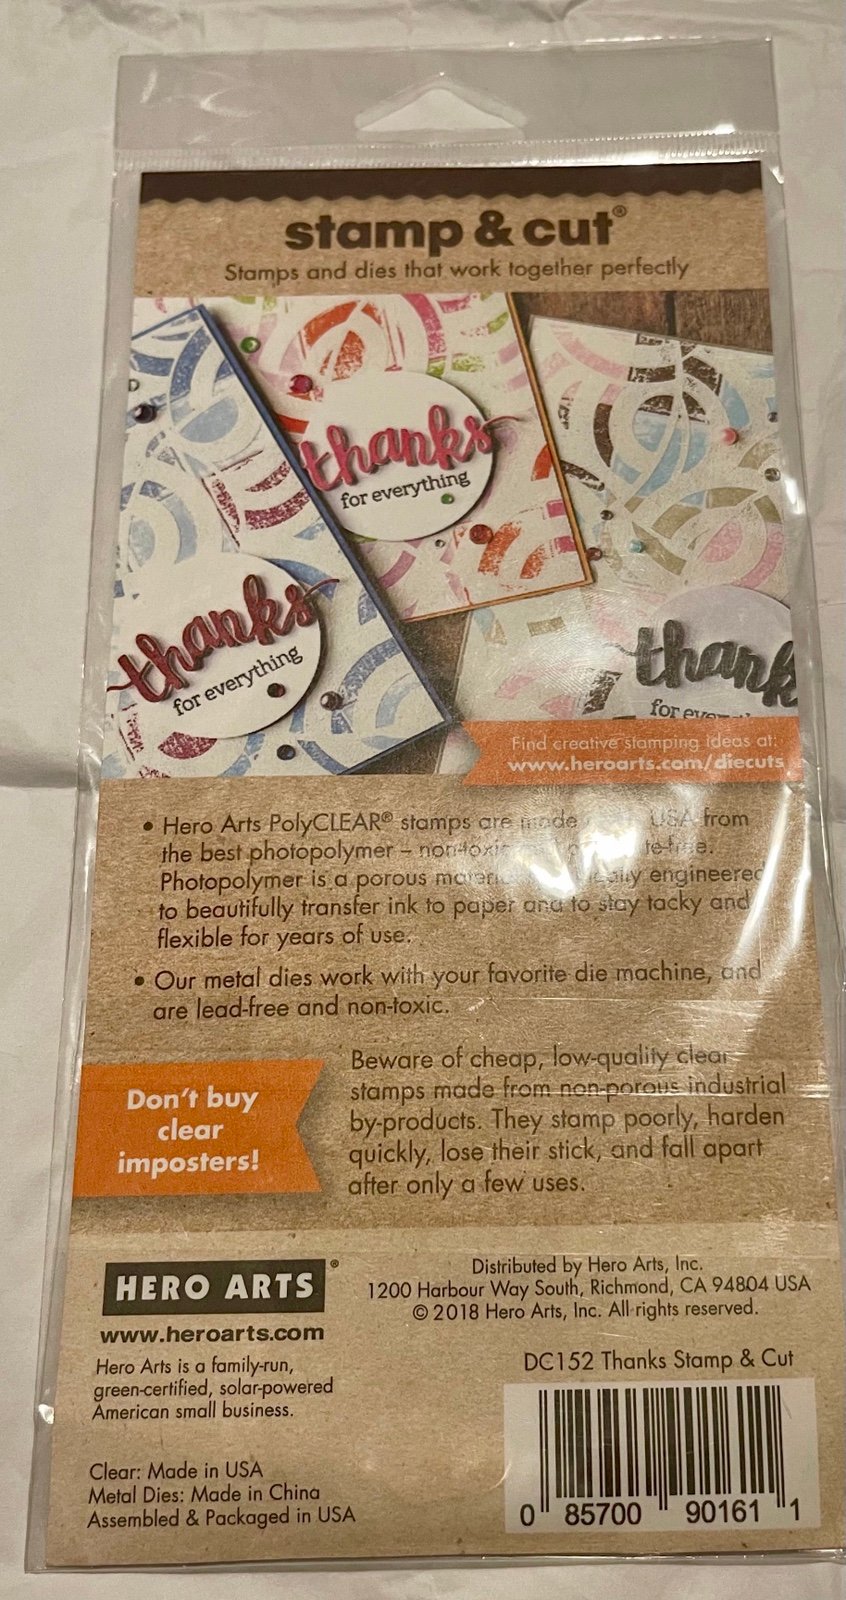 stamp & cut®
Stamps and dies that work together perfectly
thanks
for everything
thanks
for everything
thank
for
Find creative stamping ideas at:
www.heroarts.com/diecuts
• Hero Arts PolyCLEAR® stamps are made USA from
the best photopolymer – non-toxic
Photopolymer is a porous engineered
to beautifully transfer ink to paper and to stay tacky and
flexible for years of use.
• Our metal dies work with your favorite die machine, and
are lead-free and non-toxic.
Don't buy
clear
imposters!
Beware of cheap, low-quality clear
stamps made from non-porous industrial
by-products. They stamp poorly, harden
quickly, lose their stick, and fall apart
after only a few uses.
HERO ARTS®
www.heroarts.com
Hero Arts is a family-run,
green-certified, solar-powered
American small business.
Clear: Made in USA
Metal Dies: Made in China
Assembled & Packaged in USA
Distributed by Hero Arts, Inc.
1200 Harbour Way South, Richmond, CA 94804 USA
© 2018 Hero Arts, Inc. All rights reserved.
DC152 Thanks Stamp & Cut
0 85700 90161 1